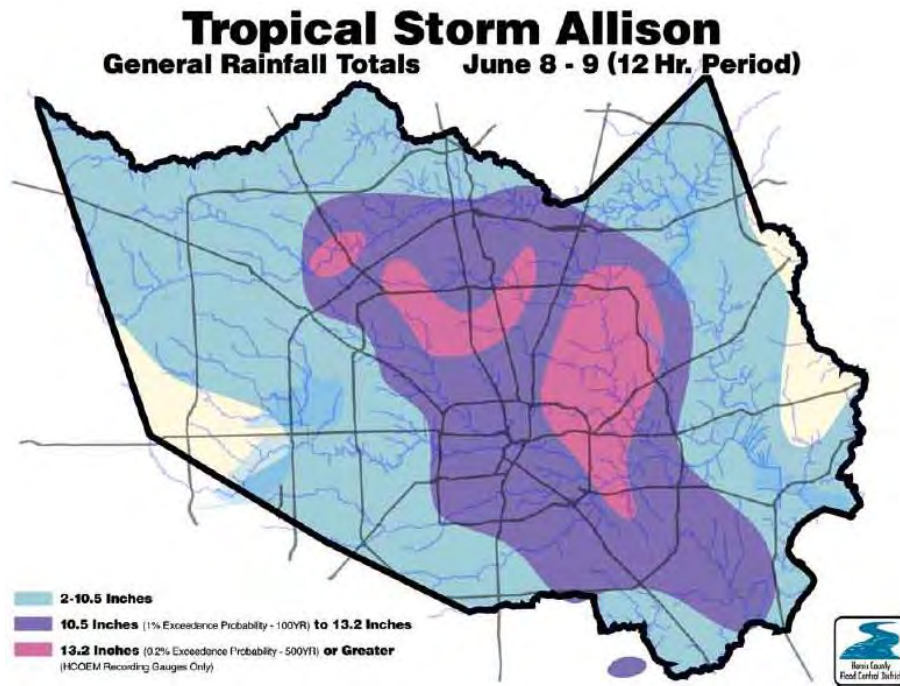 Tropical Storm Allison
General Rainfall Totals June 8 - 9 (12 Hr. Period)
2-10.5 Inches
10.5 Inches (1% Exceedence Probability - 100YR) to 13.2 Inches
13.2 Inches (0.2% Exceedence Probability - 500YR) or Greater
(HCOEM Recording Gauges Only)
Harris County
Flood Control District